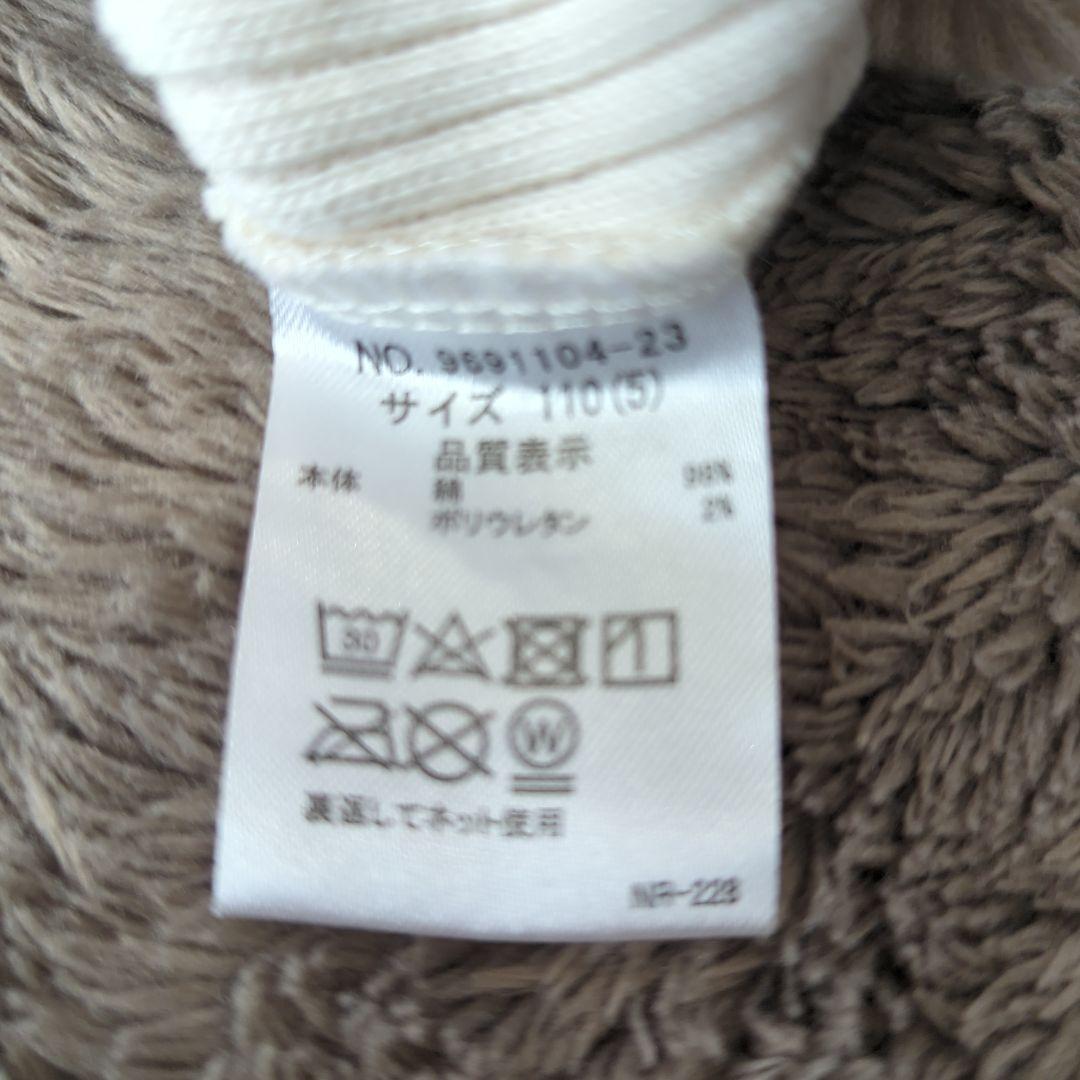 NO. 9691104-23
サイズ 110(5)
品質表示
本体 綿 98%
ポリウレタン 2%
30
W
裏返してネット使用
NR-228